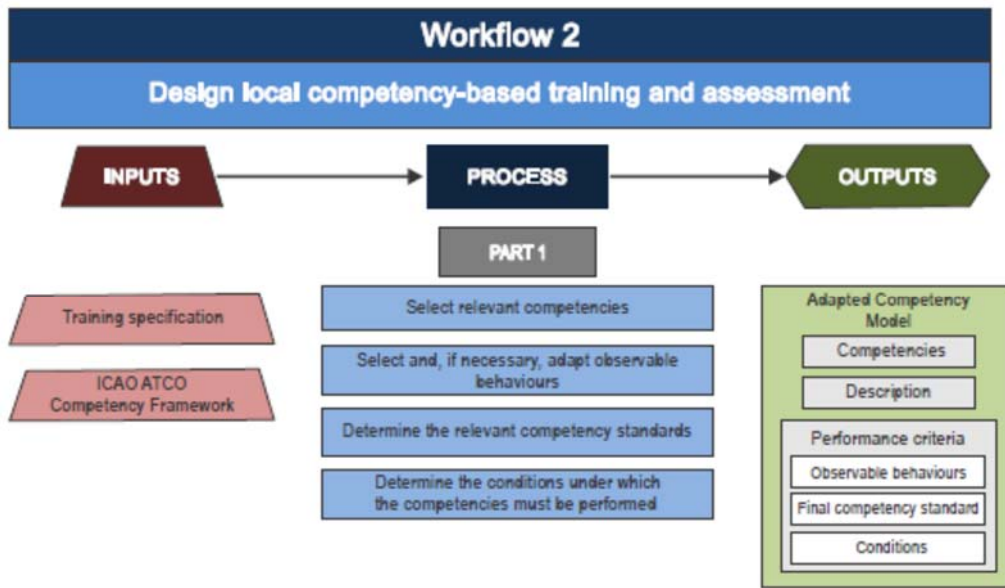 Workflow 2
Design local competency-based training and assessment
INPUTS
PROCESS
OUTPUTS
PART 1
Training specification
ICAO ATCO
Competency Framework
Select relevant competencies
Select and, if necessary, adapt observable
behaviours
Determine the relevant competency standards
Determine the conditions under which
the competencies must be performed
Adapted Competency
Model
Competencies
Description
Performance criteria
Observable behaviours
Final competency standard
Conditions